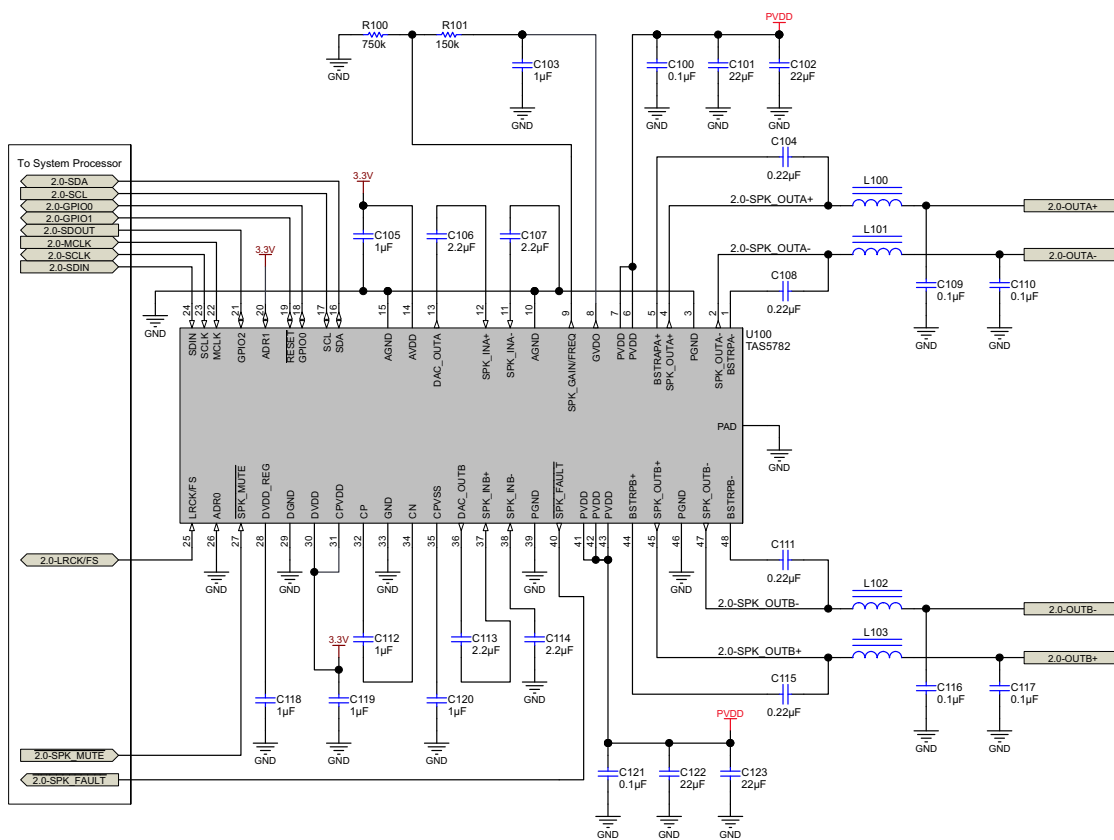 PVDD
R100
750k
R101
150k
GND
C103
1µF
GND
C100
0.1µF
GND
C101
22µF
GND
C102
22µF
GND
To System Processor
2.0-SDA
2.0-SCL
2.0-GPIO0
2.0-GPIO1
2.0-SDOUT
2.0-MCLK
2.0-SCLK
2.0-SDIN
3.3V
3.3V
C105
1µF
C106
2.2µF
C107
2.2µF
C104
0.22µF
2.0-SPK_OUTA+
L100
2.0-OUTA+
2.0-SPK_OUTA-
L101
2.0-OUTA-
C108
0.22µF
C109
0.1µF
GND
C110
0.1µF
GND
GND
GND
24 23 22 21 20 19 18 17 16 15 14 13 12 11 10 9 8 7 6 5 4 3 2 1
SDIN
SCLK
MCLK
GPIO2
ADR1
RESET
GPIO0
SCL
SDA
AGND
AVDD
DAC_OUTA
SPK_INA+
SPK_INA-
AGND
SPK_GAIN/FREQ
GVDO
PVDD
PVDD
BSTRAPA+
SPK_OUTA+
PGND
SPK_OUTA-
BSTRPA-
U100
TAS5782
PAD
GND
LRCK/FS
ADR0
SPK_MUTE
DVDD_REG
DGND
DVDD
CPVDD
CP
GND
CN
CPVSS
DAC_OUTB
SPK_INB+
SPK_INB-
PGND
SPK_FAULT
PVDD
PVDD
PVDD
BSTRPB+
SPK_OUTB+
PGND
SPK_OUTB-
BSTRPB-
25 26 27 28 29 30 31 32 33 34 35 36 37 38 39 40 41 42 43 44 45 46 47 48
2.0-LRCK/FS
GND
GND
GND
GND
GND
C111
0.22µF
2.0-SPK_OUTB-
L102
2.0-OUTB-
3.3V
C112
1µF
C113
2.2µF
C114
2.2µF
GND
2.0-SPK_OUTB+
L103
2.0-OUTB+
C115
0.22µF
C116
0.1µF
GND
C117
0.1µF
GND
C118
1µF
GND
C119
1µF
GND
C120
1µF
GND
PVDD
2.0-SPK_MUTE
2.0-SPK_FAULT
C121
0.1µF
GND
C122
22µF
GND
C123
22µF
GND